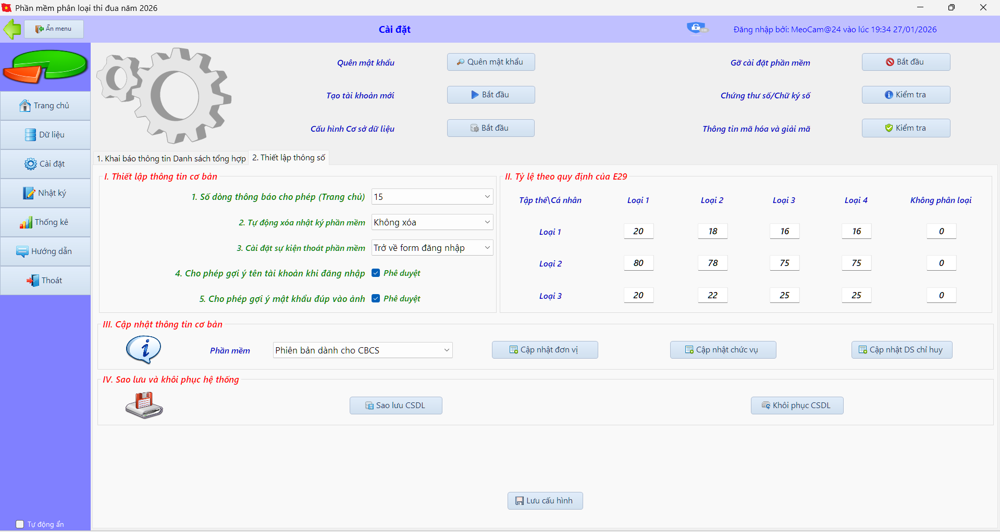 Phần mềm phân loại thi đua năm 2026
Ẩn menu
Cài đặt
Đăng nhập bởi: MeoCam@24 vào lúc 19:34 27/01/2026
Trang chủ
Dữ liệu
Cài đặt
Nhật ký
Thống kê
Hướng dẫn
Thoát
Tự động ẩn
Quên mật khẩu
Quên mật khẩu
Gỡ cài đặt phần mềm
Bắt đầu
Tạo tài khoản mới
Bắt đầu
Chứng thư số/Chữ ký số
Kiểm tra
Cấu hình Cơ sở dữ liệu
Bắt đầu
Thông tin mã hóa và giải mã
Kiểm tra
1. Khai báo thông tin Danh sách tổng hợp
2. Thiết lập thông số
I. Thiết lập thông tin cơ bản
1. Số dòng thông báo cho phép (Trang chủ) 15
2. Tự động xóa nhật ký phần mềm Không xóa
3. Cài đặt sự kiện thoát phần mềm Trở về form đăng nhập
4. Cho phép gợi ý tên tài khoản khi đăng nhập Phê duyệt
5. Cho phép gợi ý mật khẩu đúp vào ảnh Phê duyệt
II. Tỷ lệ theo quy định của E29
Tập thể\Cá nhân Loại 1 Loại 2 Loại 3 Loại 4 Không phân loại
Loại 1 20 18 16 16 0
Loại 2 80 78 75 75 0
Loại 3 20 22 25 25 0
III. Cập nhật thông tin cơ bản
Phần mềm Phiên bản dành cho CBCS Cập nhật đơn vị Cập nhật chức vụ Cập nhật DS chỉ huy
IV. Sao lưu và khôi phục hệ thống
Sao lưu CSDL Khôi phục CSDL
Lưu cấu hình